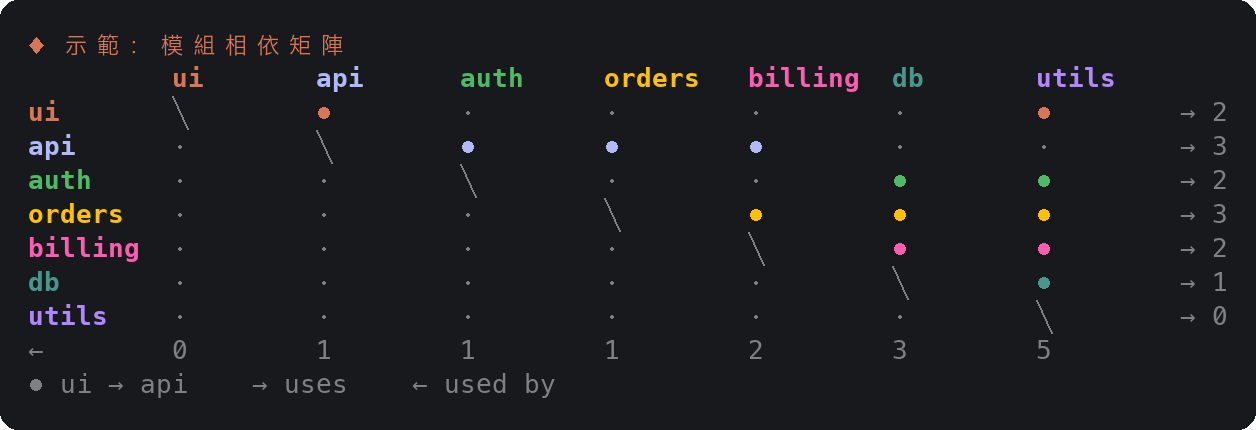 ♦ 示範: 模組相依矩陣
ui api auth orders billing db utils
ui ╲ ● · · · · ● → 2
api · ╲ ● ● ● · · → 3
auth · · ╲ · · ● ● → 2
orders · · · ╲ ● ● ● → 3
billing · · · · ╲ ● ● → 2
db · · · · · ╲ ● → 1
utils · · · · · · ╲ → 0
← 0 1 1 1 2 3 5
● ui → api → uses ← used by